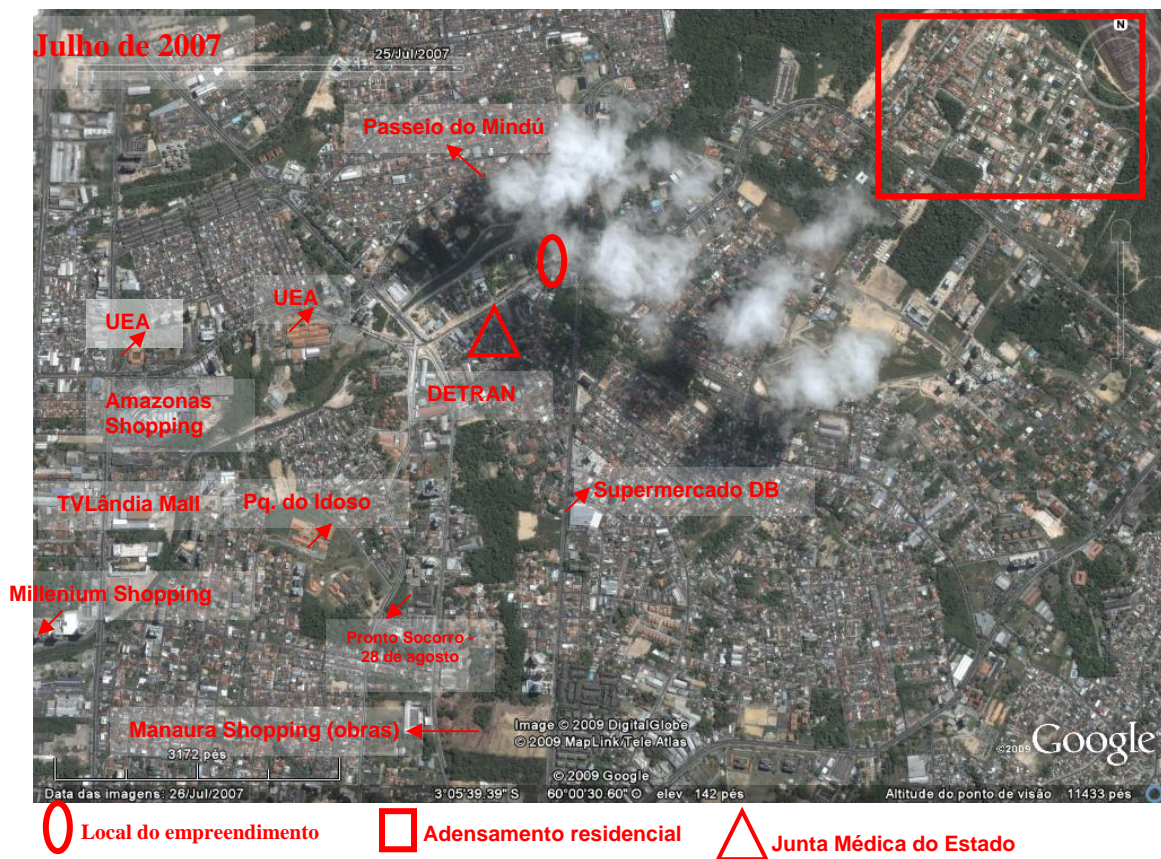 Julho de 2007
25/Jul/2007
N
Passeio do Mindú
UEA
UEA
DETRAN
Amazonas
Shopping
TVLândia Mall
Pq. do Idoso
Supermercado DB
Millenium Shopping
Pronto Socorro -
28 de agosto
Manaura Shopping (obras)
Image © 2009 DigitalGlobe
© 2009 MapLink/Tele Atlas
©2009 Google
3172 pés
© 2009 Google
Data das imagens: 26/Jul/2007 3°05'39.39" S 60°00'30.60" O elev. 142 pés Altitude do ponto de visão 11433 pés
Local do empreendimento
Adensamento residencial
Junta Médica do Estado